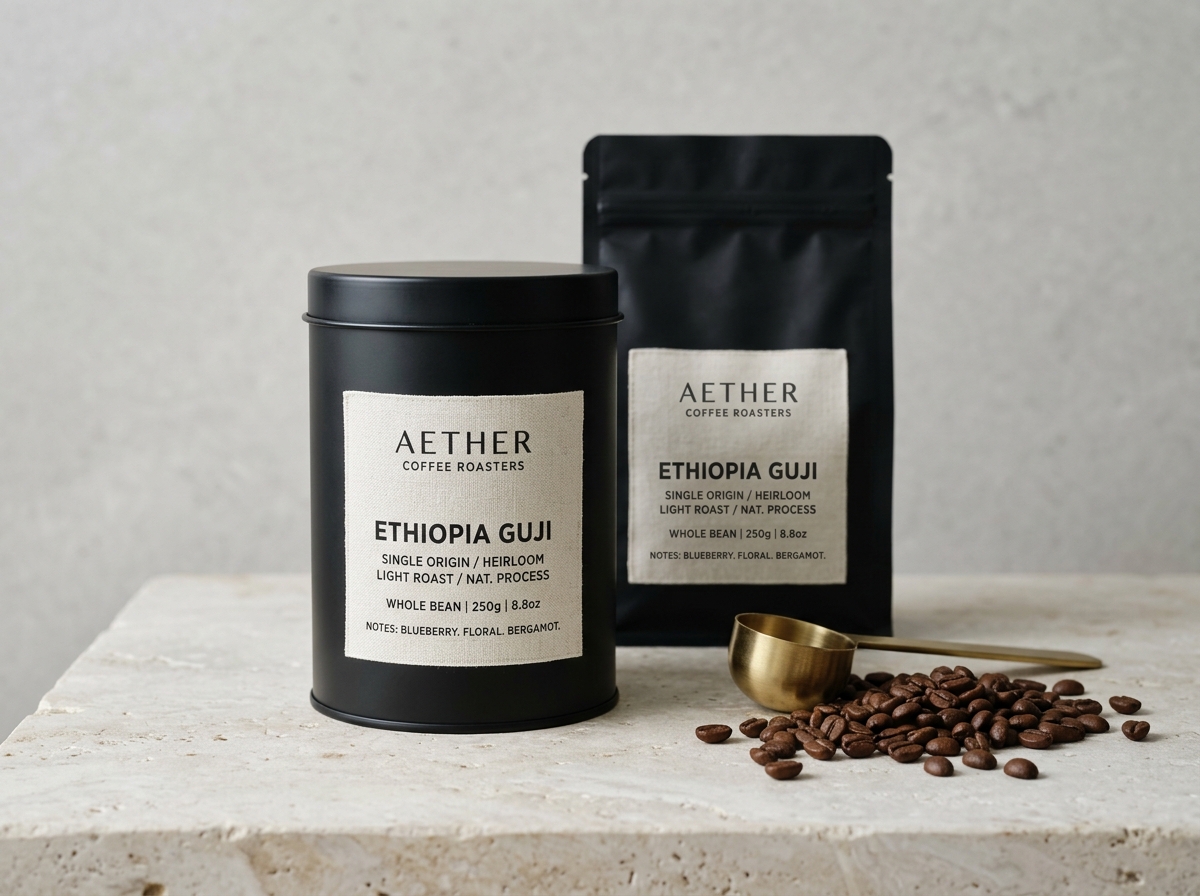 AETHER
COFFEE ROASTERS
ETHIOPIA GUJI
SINGLE ORIGIN / HEIRLOOM
LIGHT ROAST / NAT. PROCESS
WHOLE BEAN | 250g | 8.8oz
NOTES: BLUEBERRY. FLORAL. BERGAMOT.
AETHER
COFFEE ROASTERS
ETHIOPIA GUJI
SINGLE ORIGIN / HEIRLOOM
LIGHT ROAST / NAT. PROCESS
WHOLE BEAN | 250g | 8.8oz
NOTES: BLUEBERRY. FLORAL. BERGAMOT.